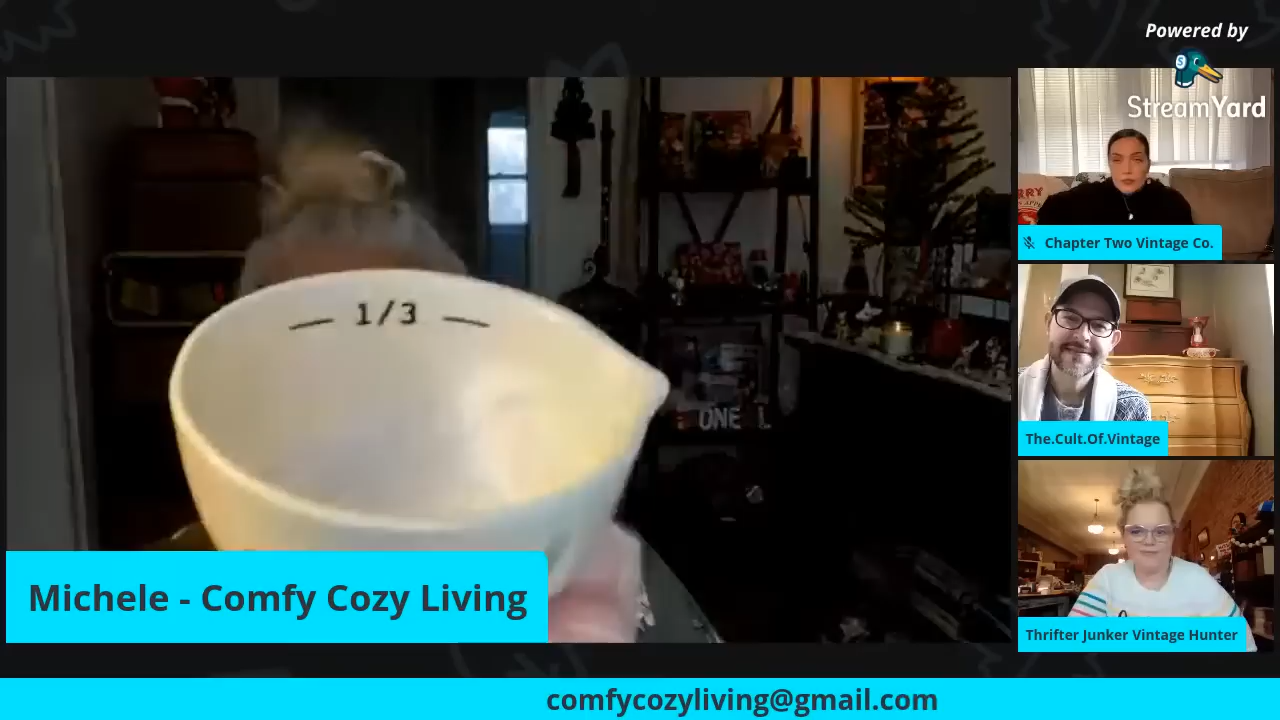 Powered by
StreamYard
1/3
ONE L
RRY
Chapter Two Vintage Co.
The.Cult.Of.Vintage
Thrifter Junker Vintage Hunter
Michele - Comfy Cozy Living
comfycozyliving@gmail.com